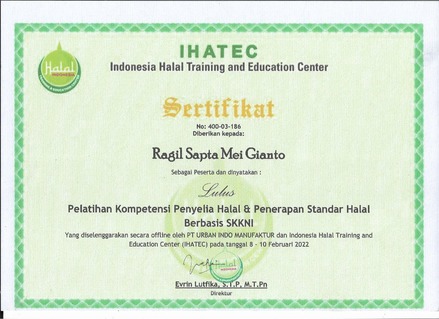 IHATEC
Indonesia Halal Training and Education Center
Halal
Sertifikat
No: 400-03-186
Diberikan kepada:
Ragil Sapta Mei Gianto
Sebagai Peserta dan dinyatakan :
Lulus
Pelatihan Kompetensi Penyelia Halal & Penerapan Standar Halal
Berbasis SKKNI
Yang diselenggarakan secara offline oleh PT URBAN INDO MANUFAKTUR dan Indonesia Halal Training and
Education Center (IHATEC) pada tanggal 8 - 10 Februari 2022
Halal
Evrin Lutfika, S.T.P, M.T.Pn
Direktur